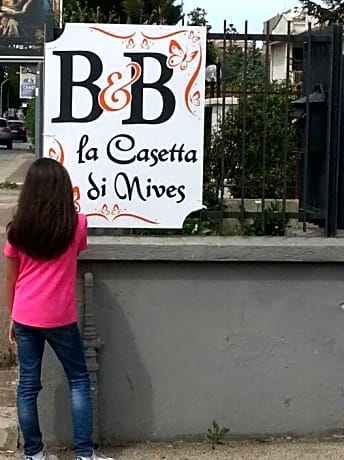 B&B
la Casetta
di Nives